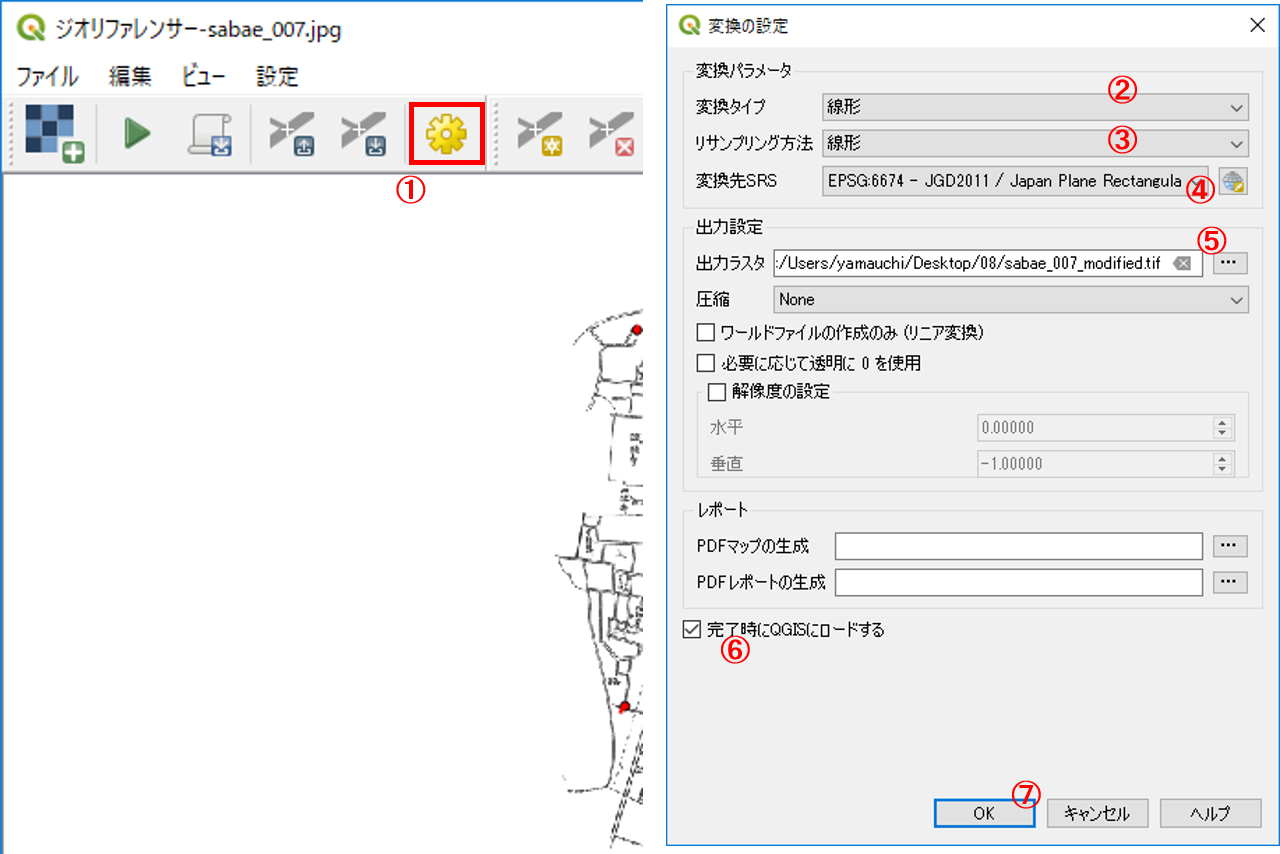 ジオリファレンサー-sabae_007.jpg
ファイル 編集 ビュー 設定
①
変換の設定
変換パラメータ
変換タイプ 線形 ②
リサンプリング方法 線形 ③
変換先SRS EPSG:6674 - JGD2011 / Japan Plane Rectangula ④
出力設定
⑤
出力ラスタ :/Users/yamauchi/Desktop/08/sabae_007_modified.tif ...
圧縮 None
ワールドファイルの作成のみ (リニア変換)
必要に応じて透明に 0 を使用
解像度の設定
水平 0.00000
垂直 -1.00000
レポート
PDFマップの生成 ...
PDFレポートの生成 ...
完了時にQGISにロードする
⑥
⑦
OK キャンセル ヘルプ